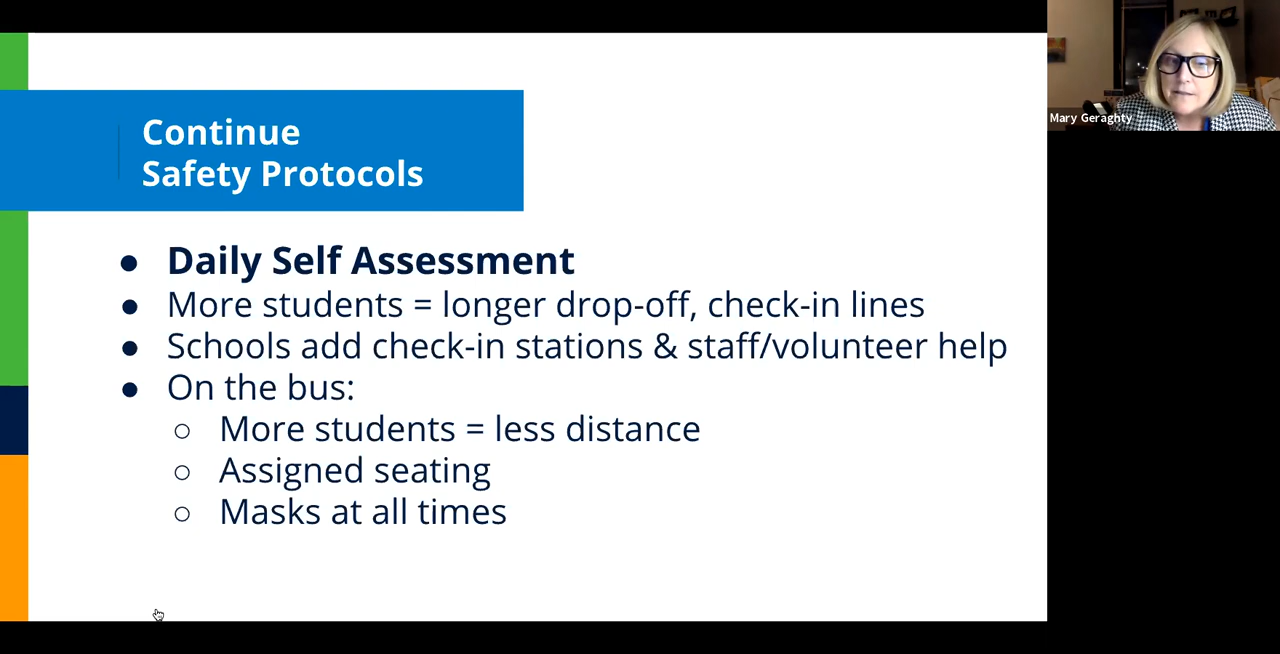 Continue
Safety Protocols
● Daily Self Assessment
● More students = longer drop-off, check-in lines
● Schools add check-in stations & staff/volunteer help
● On the bus:
○ More students = less distance
○ Assigned seating
○ Masks at all times
Mary Geraghty